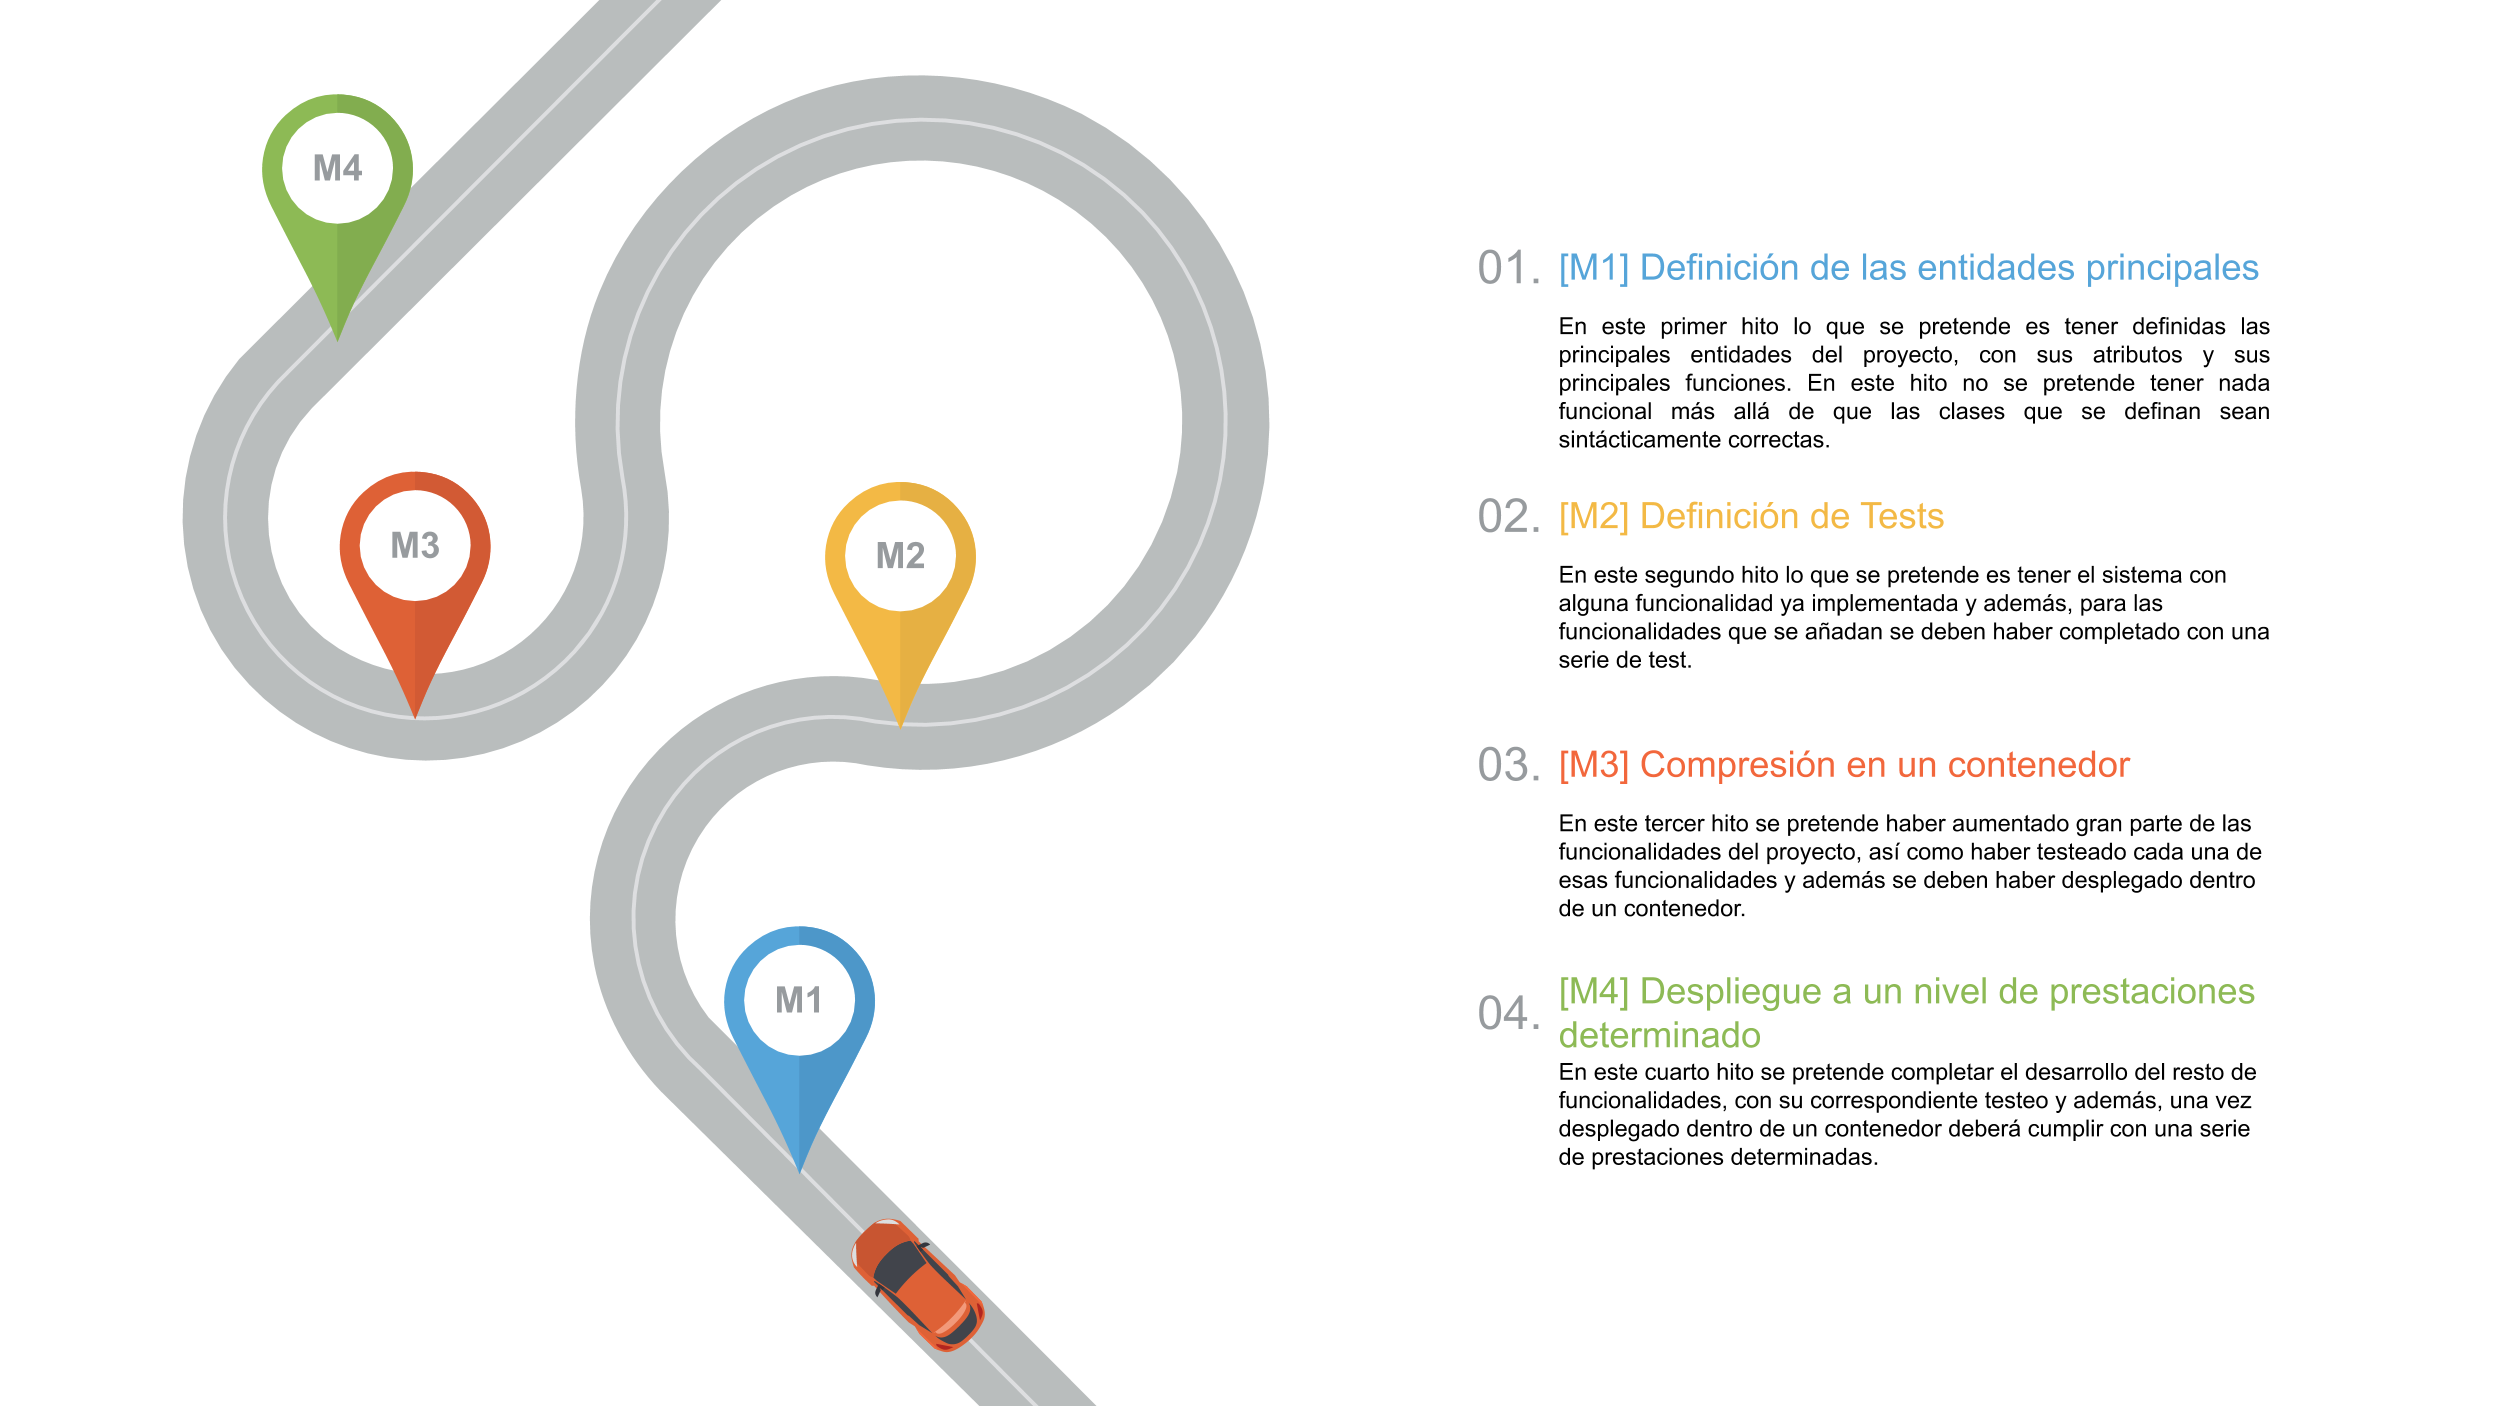 M4
M3
M2
M1
01. [M1] Definición de las entidades principales
En este primer hito lo que se pretende es tener definidas las
principales entidades del proyecto, con sus atributos y sus
principales funciones. En este hito no se pretende tener nada
funcional más allá de que las clases que se definan sean
sintácticamente correctas.
02. [M2] Definición de Tests
En este segundo hito lo que se pretende es tener el sistema con
alguna funcionalidad ya implementada y además, para las
funcionalidades que se añadan se deben haber completado con una
serie de test.
03. [M3] Compresión en un contenedor
En este tercer hito se pretende haber aumentado gran parte de las
funcionalidades del proyecto, así como haber testeado cada una de
esas funcionalidades y además se deben haber desplegado dentro
de un contenedor.
04. [M4] Despliegue a un nivel de prestaciones
determinado
En este cuarto hito se pretende completar el desarrollo del resto de
funcionalidades, con su correspondiente testeo y además, una vez
desplegado dentro de un contenedor deberá cumplir con una serie
de prestaciones determinadas.